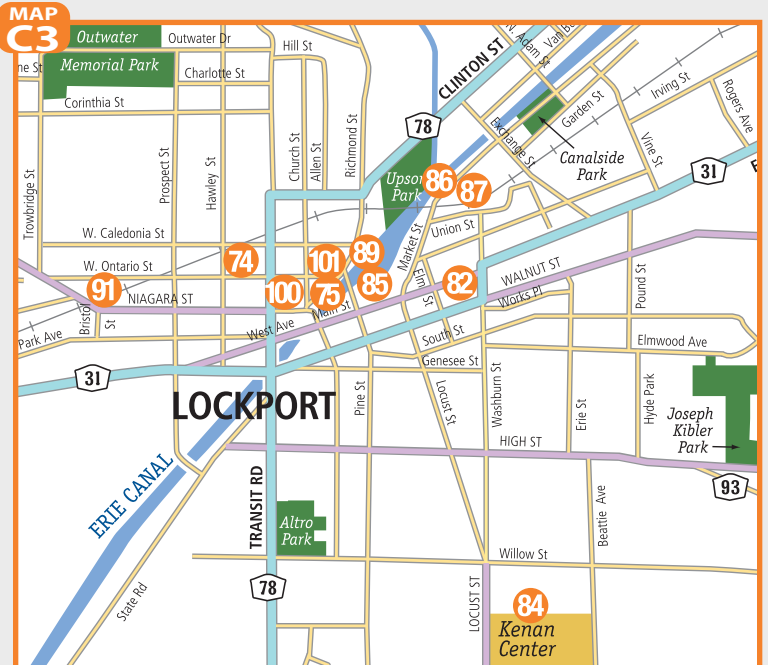 MAP
C3
Outwater
Memorial Park
Outwater Dr
Hill St
Charlotte St
ne St
Corinthia St
CLINTON ST
N. Adam St
Van Bu
78
Canalside
Park
Exchange St
Garden St
Irving St
Rogers Ave
Vine St
31
Trowbridge St
Prospect St
Hawley St
Church St
Allen St
Richmond St
Upson
Park
86
87
W. Caledonia St
W. Ontario St
74
101
89
Market St
Union St
91
NIAGARA ST
Bristol
St
100
75
85
Main St
Elm St
82
WALNUT ST
Works Pl
Pound St
Park Ave
West Ave
South St
Elmwood Ave
Genesee St
31
LOCKPORT
Pine St
Locust St
Washburn St
Erie St
Hyde Park
Joseph
Kibler
Park
HIGH ST
93
ERIE CANAL
TRANSIT RD
Altro
Park
Beattie Ave
Willow St
State Rd
78
LOCUST ST
84
Kenan
Center